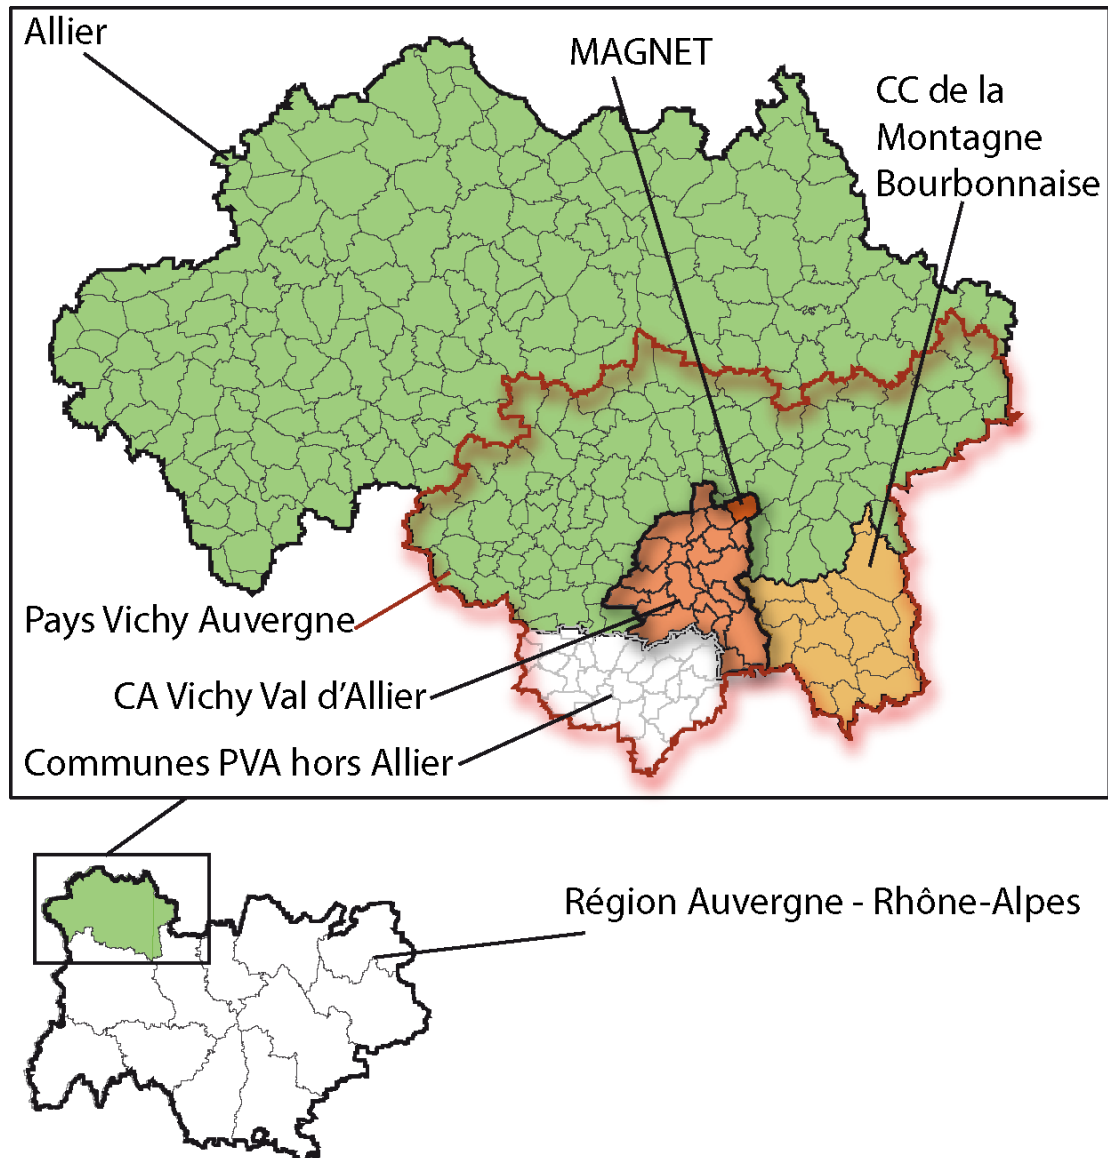 Allier
MAGNET
CC de la
Montagne
Bourbonnaise
Pays Vichy Auvergne
CA Vichy Val d’Allier
Communes PVA hors Allier
Région Auvergne - Rhône-Alpes